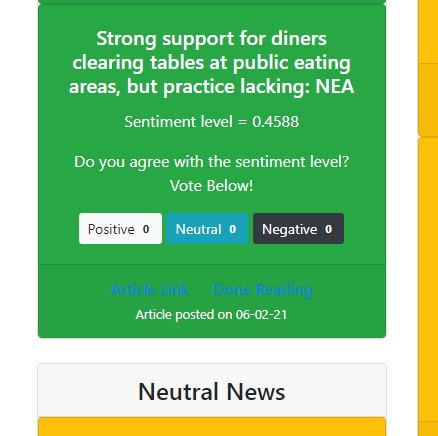 Strong support for diners
clearing tables at public eating
areas, but practice lacking: NEA
Sentiment level = 0.4588
Do you agree with the sentiment level?
Vote Below!
Positive 0 Neutral 0 Negative 0
Article Link Done Reading
Article posted on 06-02-21
Neutral News